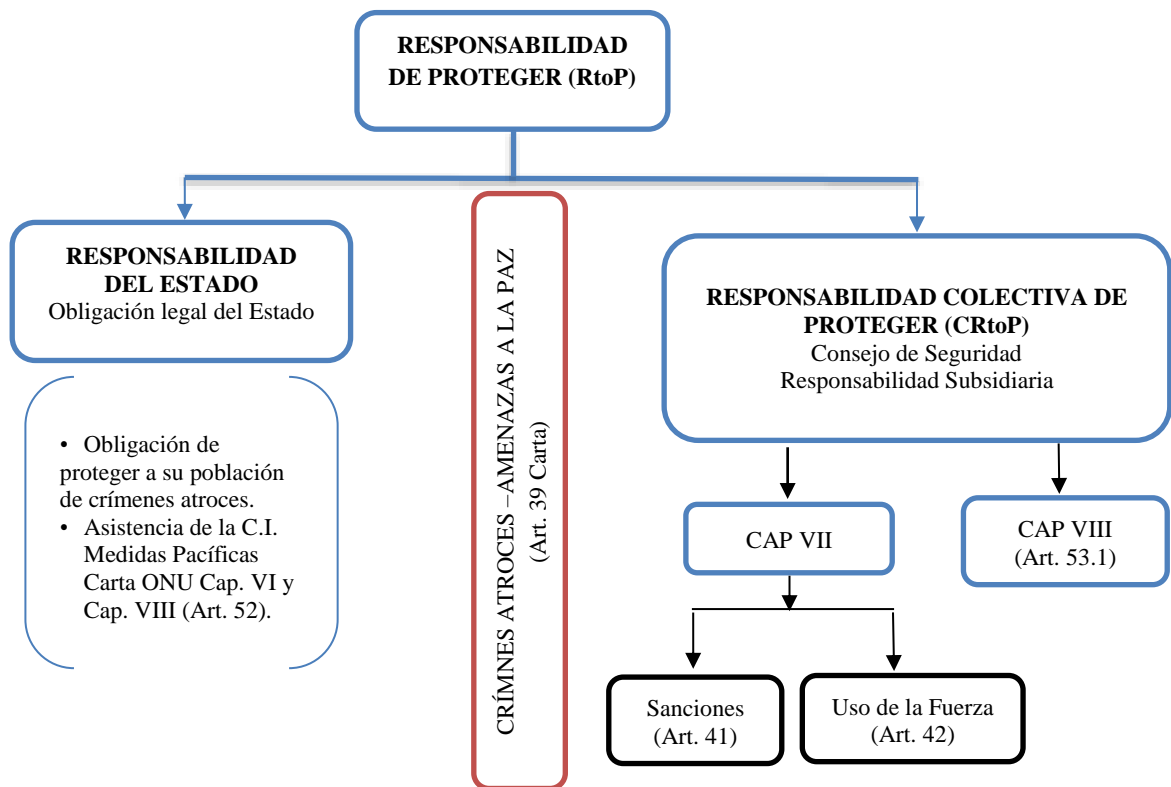 RESPONSABILIDAD
DE PROTEGER (RtoP)
RESPONSABILIDAD
DEL ESTADO
Obligación legal del Estado
• Obligación de
proteger a su población
de crímenes atroces.
• Asistencia de la C.I.
Medidas Pacíficas
Carta ONU Cap. VI y
Cap. VIII (Art. 52).
CRÍMNES ATROCES –AMENAZAS A LA PAZ
(Art. 39 Carta)
RESPONSABILIDAD COLECTIVA DE
PROTEGER (CRtoP)
Consejo de Seguridad
Responsabilidad Subsidiaria
CAP VII
CAP VIII
(Art. 53.1)
Sanciones
(Art. 41)
Uso de la Fuerza
(Art. 42)